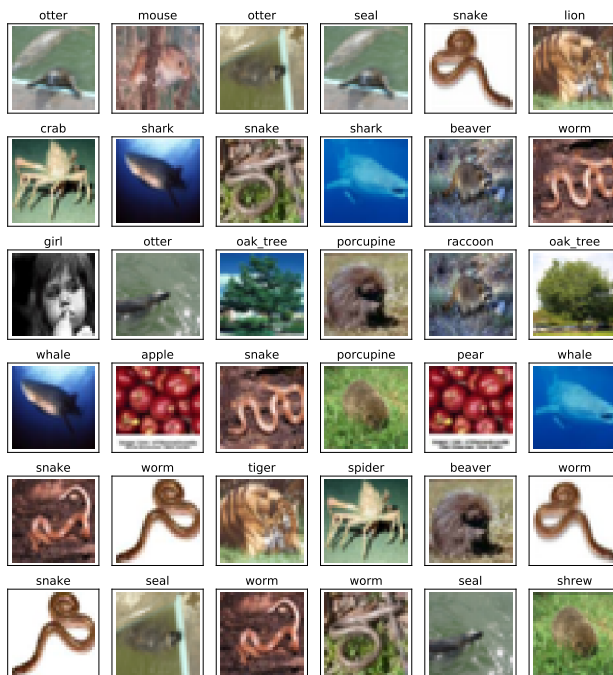 otter mouse otter seal snake lion
crab shark snake shark beaver worm
girl otter oak_tree porcupine raccoon oak_tree
whale apple snake porcupine pear whale
snake worm tiger spider beaver worm
snake seal worm worm seal shrew